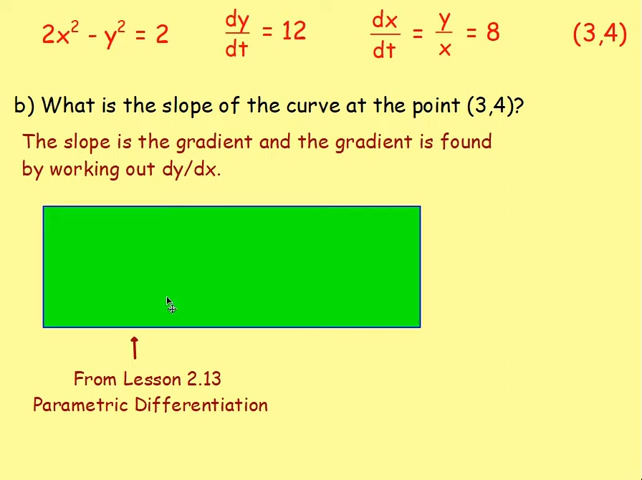 2x² - y² = 2 dy/dt = 12 dx/dt = y/x = 8 (3,4)
b) What is the slope of the curve at the point (3,4)?
The slope is the gradient and the gradient is found
by working out dy/dx.
From Lesson 2.13
Parametric Differentiation